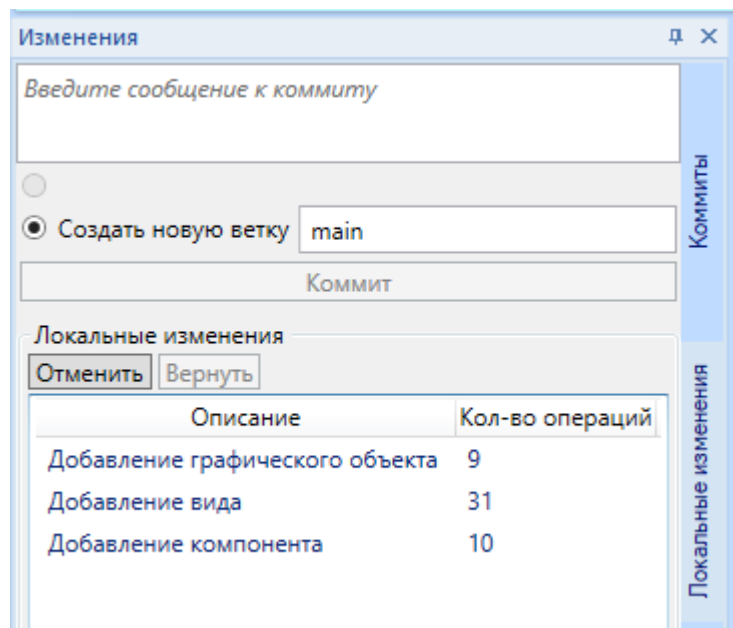 Изменения
Введите сообщение к коммиту
Создать новую ветку main
Коммит
Локальные изменения
Отменить Вернуть
Описание Кол-во операций
Добавление графического объекта 9
Добавление вида 31
Добавление компонента 10
Коммиты
Локальные изменения